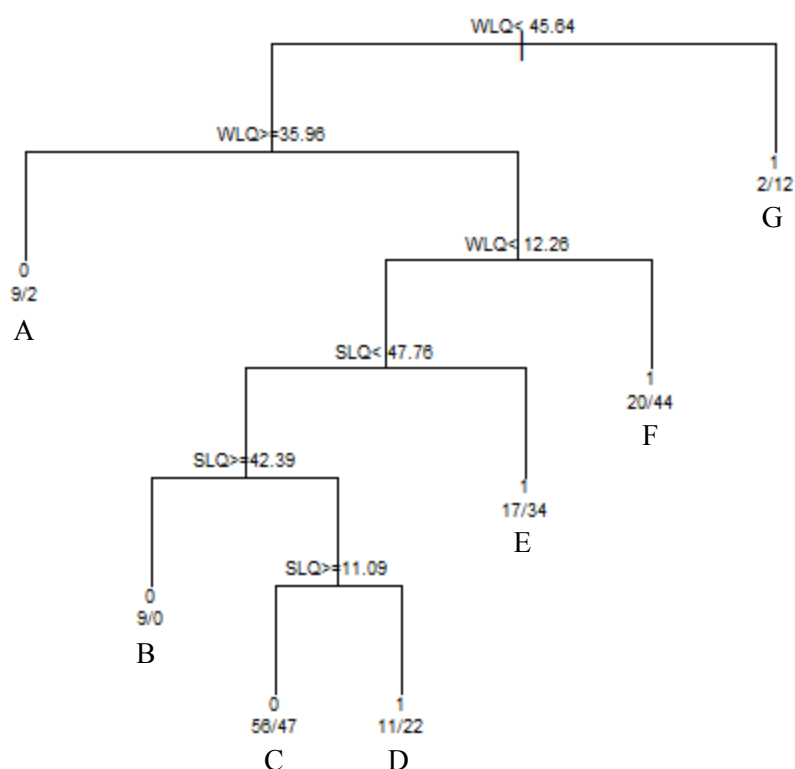 WLQ< 45.64
WLQ>=35.96
1
2/12
G
WLQ< 12.26
0
9/2
A
SLQ< 47.76
1
20/44
F
SLQ>=42.39
1
17/34
E
SLQ>=11.09
0
9/0
B
0
56/47
C
1
11/22
D